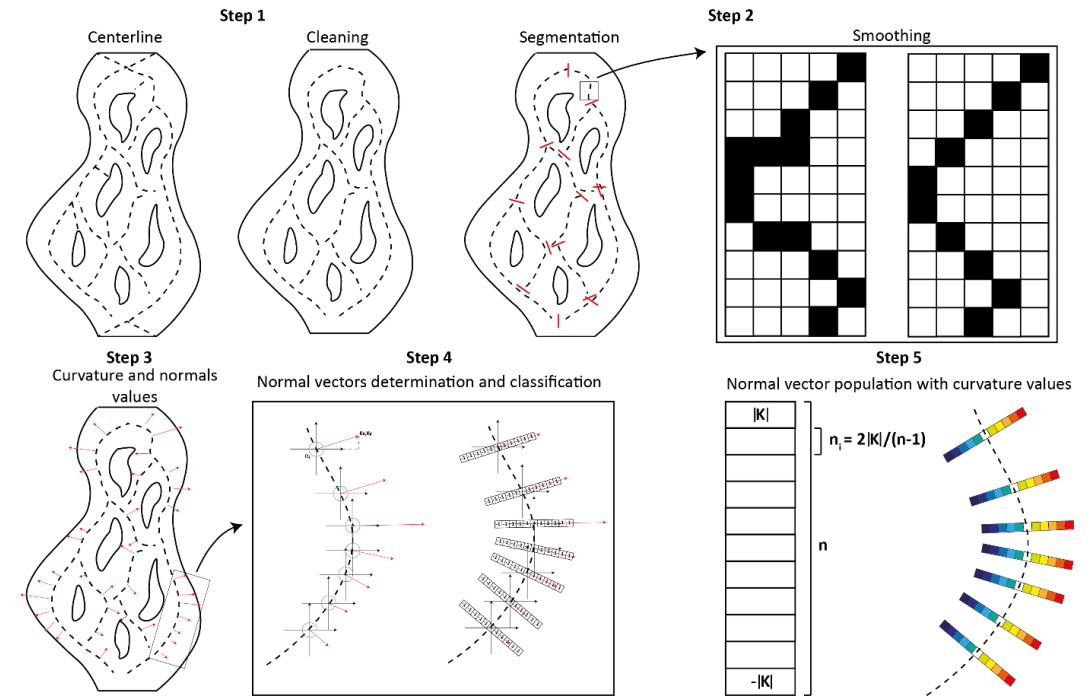 Step 1
Step 2
Centerline
Cleaning
Segmentation
Smoothing
Step 3
Curvature and normals
values
Step 4
Normal vectors determination and classification
Step 5
Normal vector population with curvature values
|K|
nᵢ = 2|K|/(n-1)
n
-|K|
αᵢ